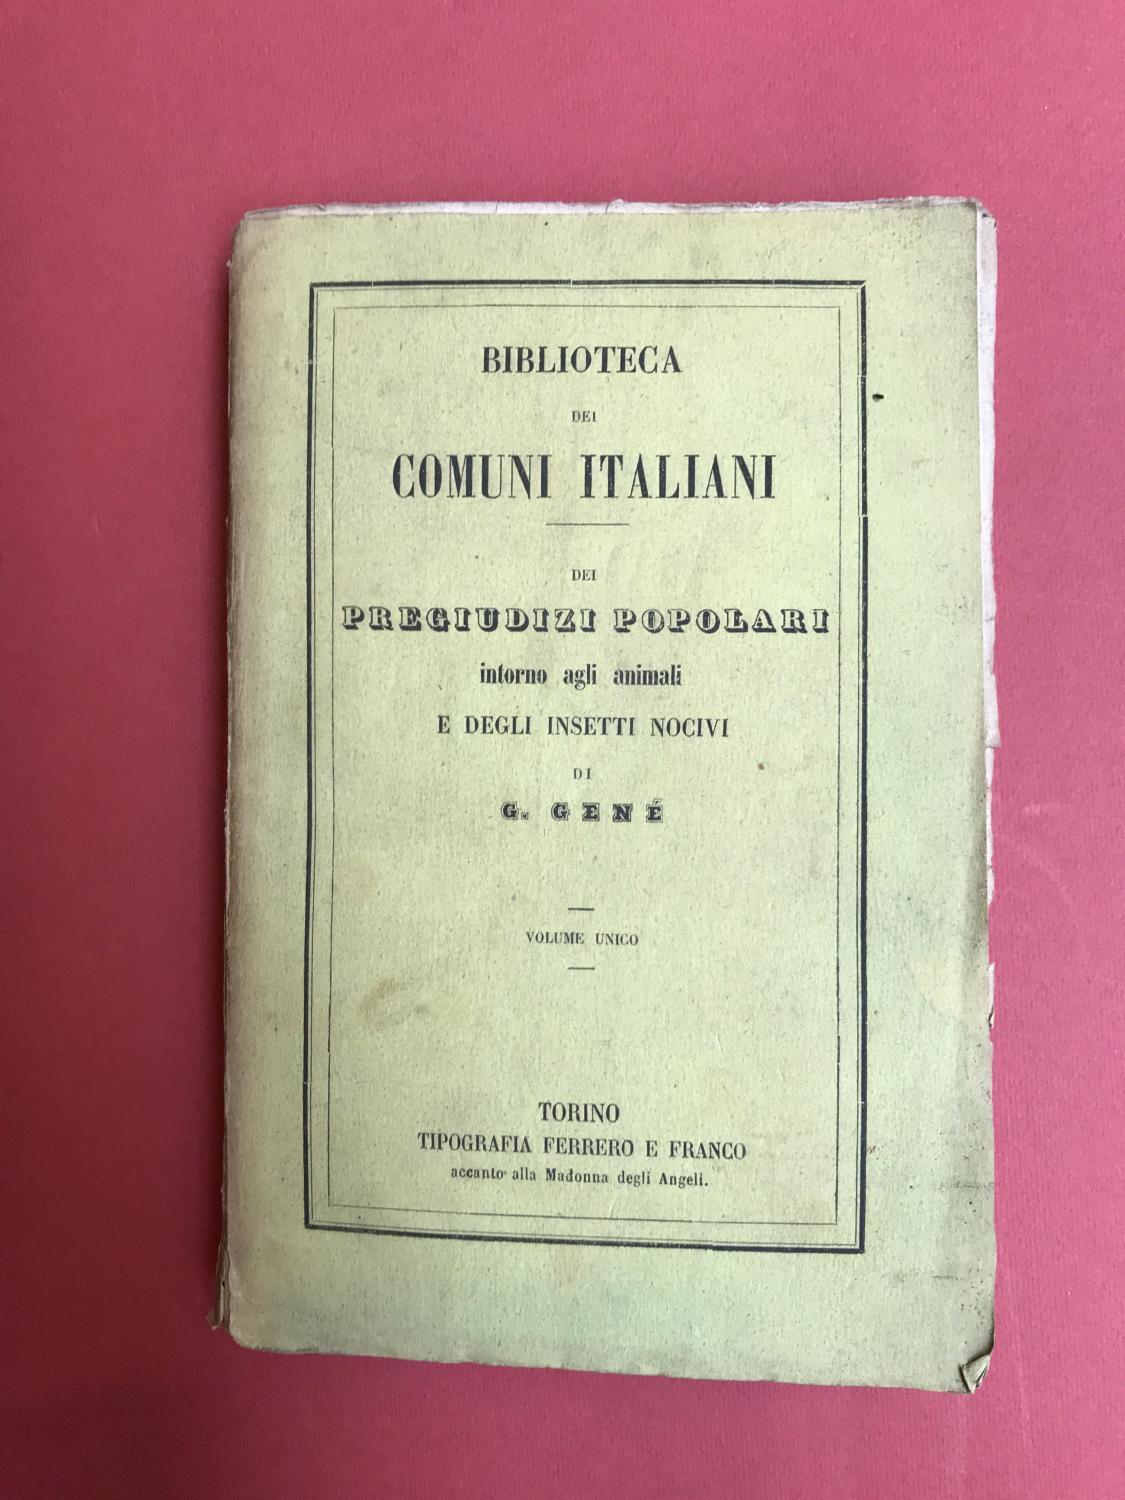 BIBLIOTECA
DEI
COMUNI ITALIANI
DEI
PREGIUDIZI POPOLARI
intorno agli animali
E DEGLI INSETTI NOCIVI
DI
G. GENÉ
VOLUME UNICO
TORINO
TIPOGRAFIA FERRERO E FRANCO
accanto alla Madonna degli Angeli.